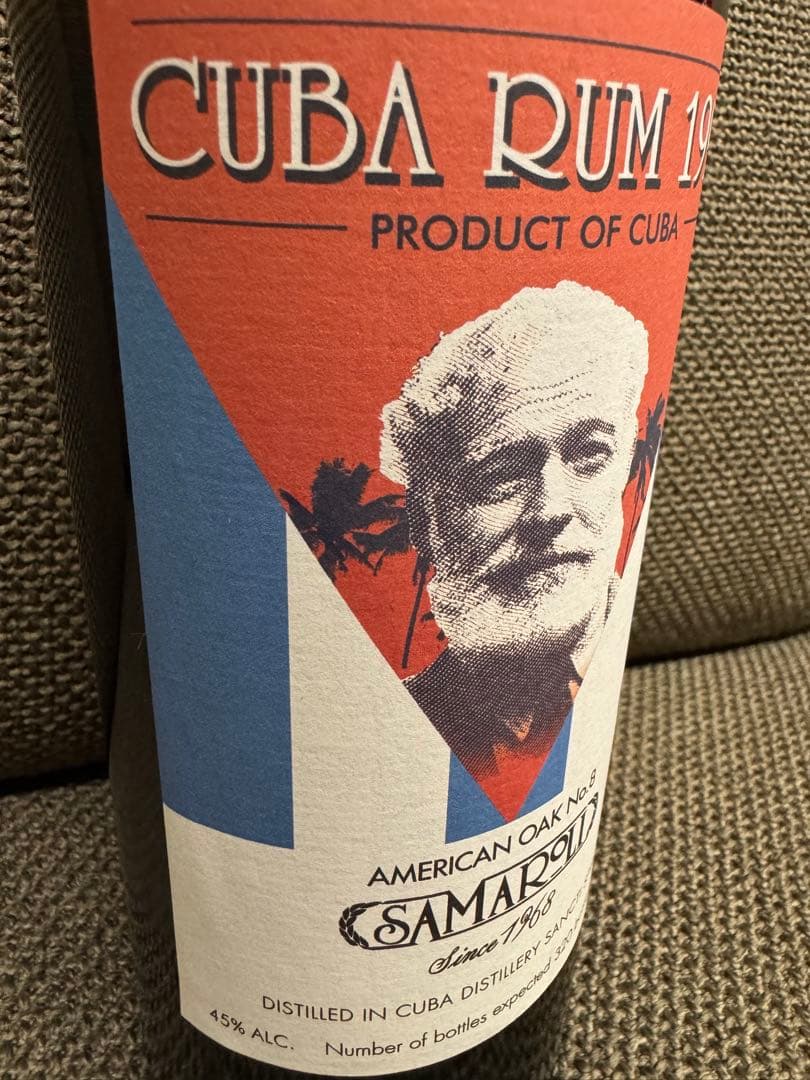 CUBA RUM 19
PRODUCT OF CUBA
AMERICAN OAK No.8
SAMAROLI
Since 1968
DISTILLED IN CUBA DISTILLERY
45% ALC.
Number of bottles expected 320